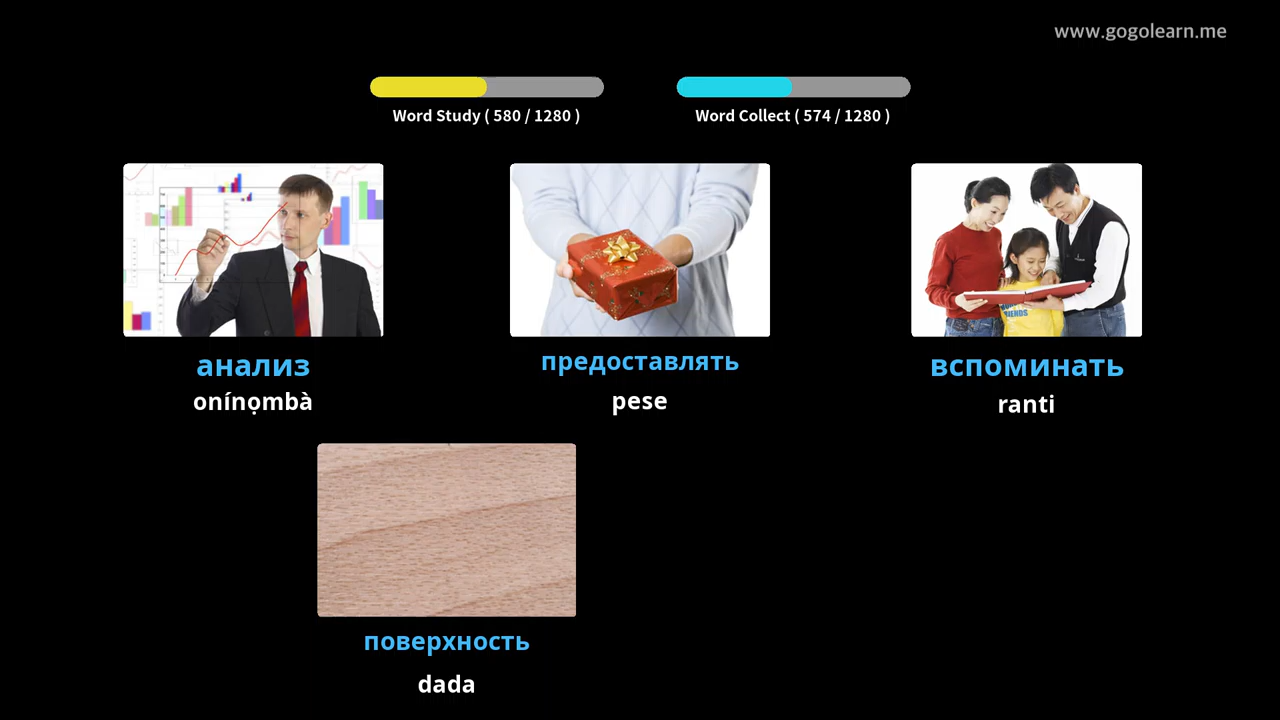 www.gogolearn.me
Word Study ( 580 / 1280 )
Word Collect ( 574 / 1280 )
анализ
onínọmbà
предоставлять
pese
вспоминать
ranti
поверхность
dada